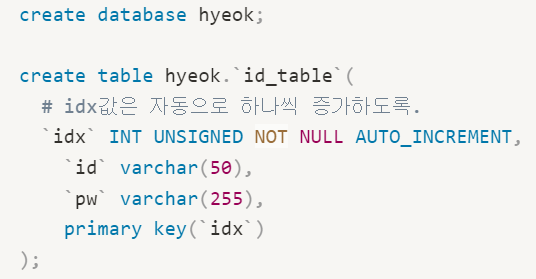 create database hyeok;
create table hyeok.`id_table`(
# idx값은 자동으로 하나씩 증가하도록.
`idx` INT UNSIGNED NOT NULL AUTO_INCREMENT,
`id` varchar(50),
`pw` varchar(255),
primary key(`idx`)
);